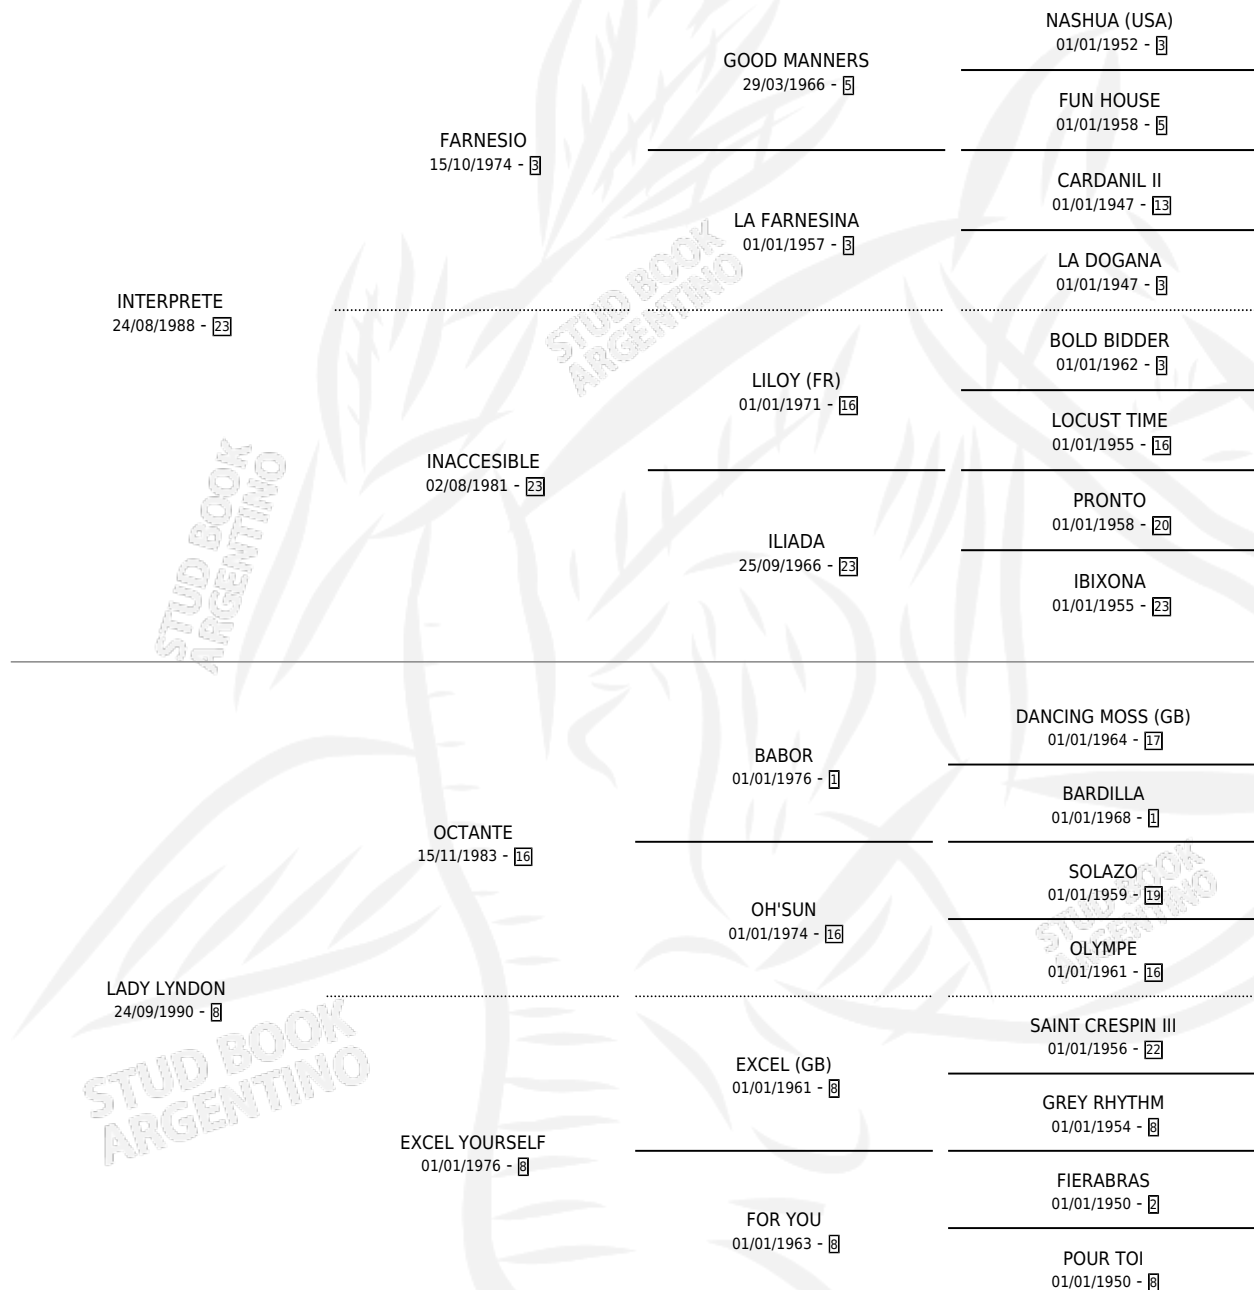 NASHUA (USA)
01/01/1952 - 3
GOOD MANNERS
29/03/1966 - 5
FUN HOUSE
01/01/1958 - 5
FARNESIO
15/10/1974 - 3
CARDANIL II
01/01/1947 - 13
LA FARNESINA
01/01/1957 - 3
LA DOGANA
01/01/1947 - 3
INTERPRETE
24/08/1988 - 23
BOLD BIDDER
01/01/1962 - 3
LILOY (FR)
01/01/1971 - 16
LOCUST TIME
01/01/1955 - 16
INACCESIBLE
02/08/1981 - 23
PRONTO
01/01/1958 - 20
ILIADA
25/09/1966 - 23
IBIXONA
01/01/1955 - 23
STUD BOOK
ARGENTINO
STUD BOOK
ARGENTINO
DANCING MOSS (GB)
01/01/1964 - 17
BABOR
01/01/1976 - 1
BARDILLA
01/01/1968 - 1
OCTANTE
15/11/1983 - 16
SOLAZO
01/01/1959 - 19
OH'SUN
01/01/1974 - 16
OLYMPE
01/01/1961 - 16
STUD BOOK
ARGENTINO
LADY LYNDON
24/09/1990 - 8
SAINT CRESPIN III
01/01/1956 - 22
EXCEL (GB)
01/01/1961 - 8
GREY RHYTHM
01/01/1954 - 8
STUD BOOK
ARGENTINO
EXCEL YOURSELF
01/01/1976 - 8
FIERABRAS
01/01/1950 - 2
FOR YOU
01/01/1963 - 8
POUR TOI
01/01/1950 - 8